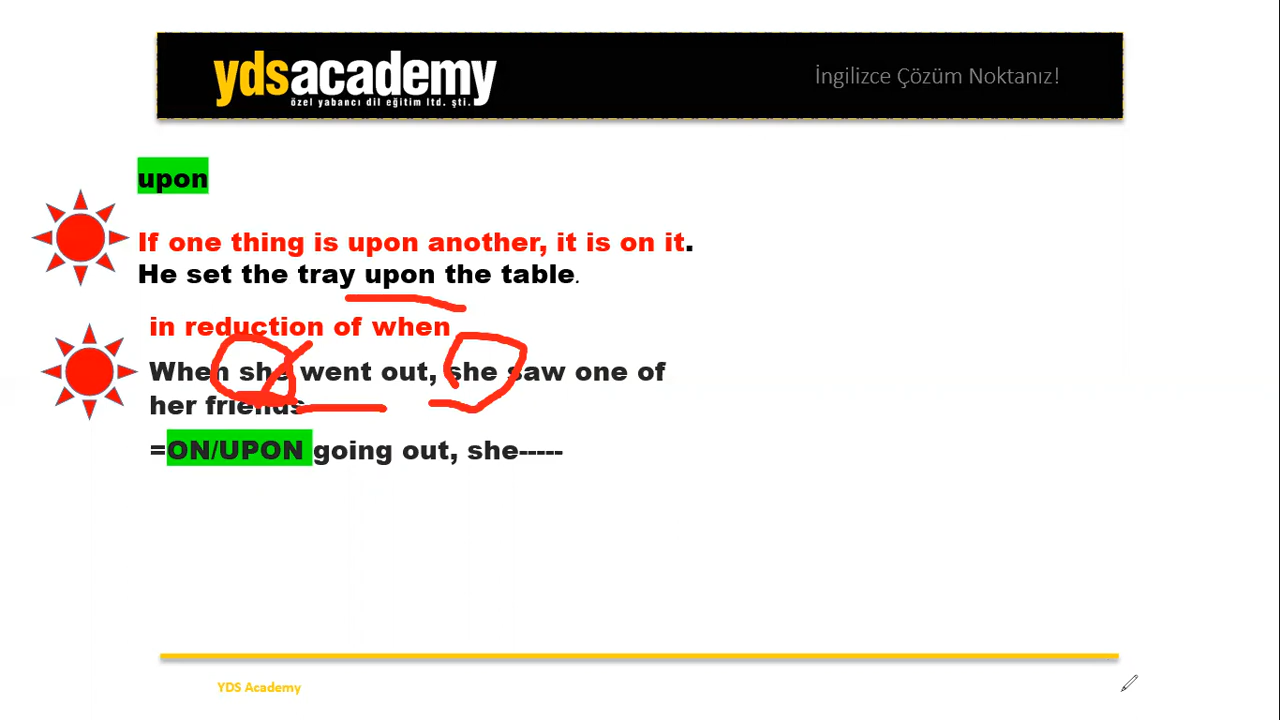 ydsacademy
özel yabancı dil eğitim ltd. şti.
İngilizce Çözüm Noktanız!
upon
If one thing is upon another, it is on it.
He set the tray upon the table.
in reduction of when
When she went out, she saw one of
her friends
=ON/UPON going out, she-----
YDS Academy